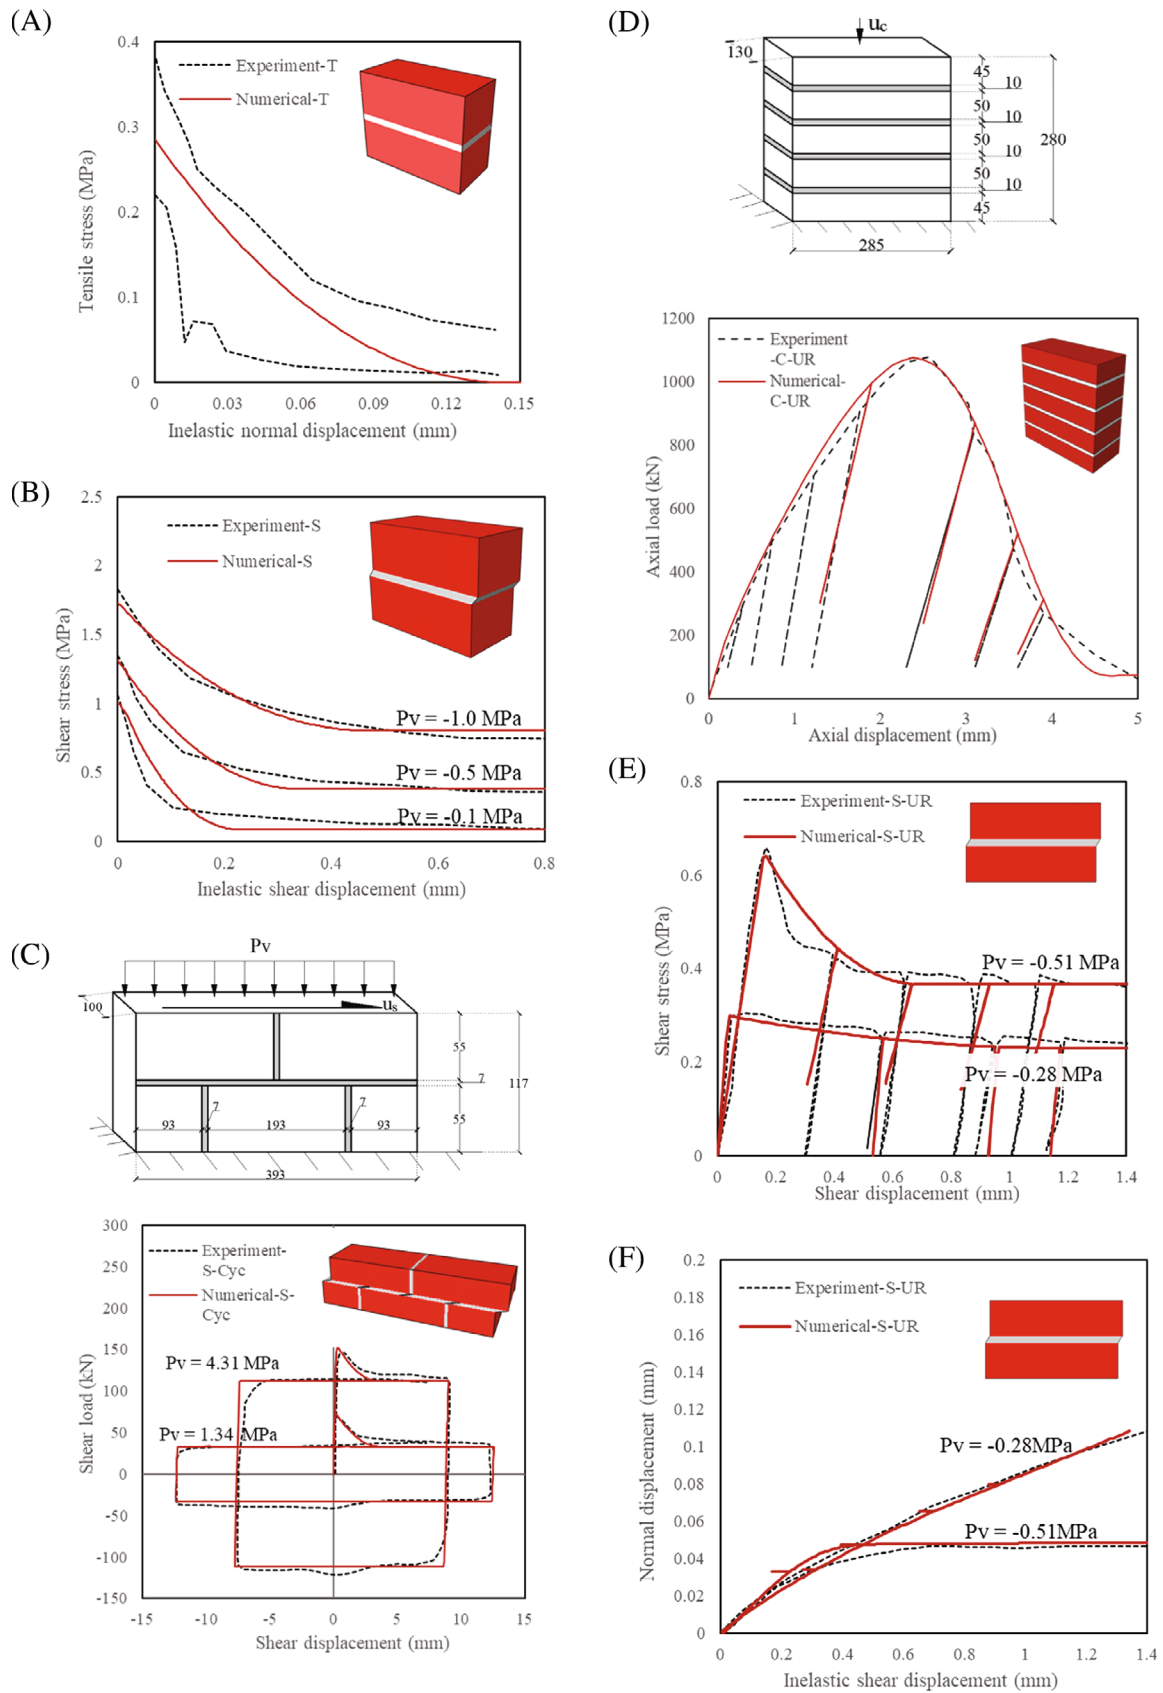 (A)
0.4
0.3
0.2
0.1
0
Tensile stress (MPa)
Experiment-T
Numerical-T
0 0.03 0.06 0.09 0.12 0.15
Inelastic normal displacement (mm)
(B)
2.5
2
1.5
1
0.5
0
Shear stress (MPa)
Experiment-S
Numerical-S
Pv = -1.0 MPa
Pv = -0.5 MPa
Pv = -0.1 MPa
0 0.2 0.4 0.6 0.8
Inelastic shear displacement (mm)
(C)
Pv
100
us
55
7
117
55
7
7
93 193 93
393
300
250
200
150
100
50
0
-50
-100
-150
Shear load (kN)
Experiment-
S-Cyc
Numerical-S-
Cyc
Pv = 4.31 MPa
Pv = 1.34 MPa
-15 -10 -5 0 5 10 15
Shear displacement (mm)
(D)
uc
130
45
10
50
10
50
10
50
10
45
280
285
1200
1000
800
600
400
200
0
Axial load (kN)
Experiment
-C-UR
Numerical-
C-UR
0 1 2 3 4 5
Axial displacement (mm)
(E)
0.8
0.6
0.4
0.2
0
Shear stress (MPa)
Experiment-S-UR
Numerical-S-UR
Pv = -0.51 MPa
Pv = -0.28 MPa
0 0.2 0.4 0.6 0.8 1 1.2 1.4
Shear displacement (mm)
(F)
0.2
0.18
0.16
0.14
0.12
0.1
0.08
0.06
0.04
0.02
0
Normal displacement (mm)
Experiment-S-UR
Numerical-S-UR
Pv = -0.28MPa
Pv = -0.51MPa
0 0.2 0.4 0.6 0.8 1 1.2 1.4
Inelastic shear displacement (mm)